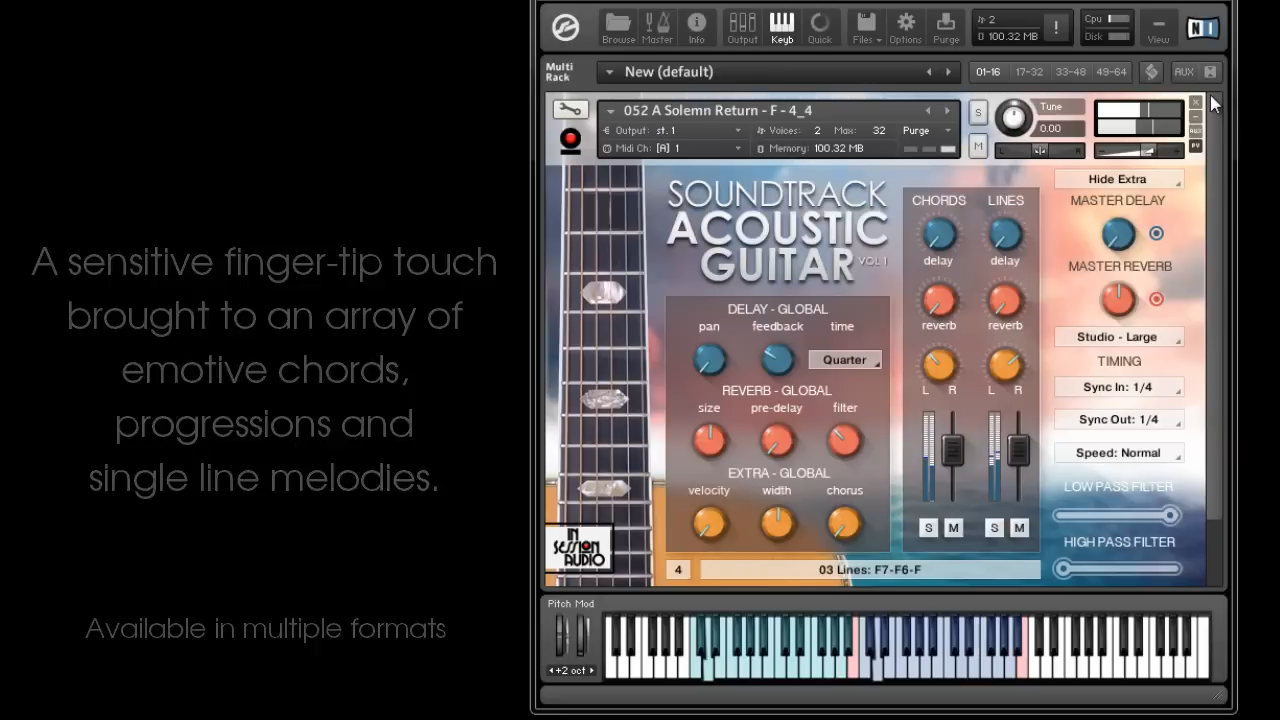 Browse
Master
Info
Output
Keyb
Quick
Files
Options
Purge
2
100.32 MB
!
Cpu
Disk
View
NI
Multi
Rack
New (default)
01-16
17-32
33-48
49-64
AUX
052 A Solemn Return - F - 4_4
Output: st. 1
Voices: 2 Max: 32
Purge
Midi Ch: [A] 1
Memory: 100.32 MB
S
M
Tune
0.00
L
R
AUX
PV
SOUNDTRACK
ACOUSTIC
GUITAR VOL 1
CHORDS
LINES
delay
delay
reverb
reverb
L R
L R
S M
S M
Hide Extra
MASTER DELAY
MASTER REVERB
Studio - Large
TIMING
Sync In: 1/4
Sync Out: 1/4
Speed: Normal
LOW PASS FILTER
HIGH PASS FILTER
DELAY - GLOBAL
pan feedback time
Quarter
REVERB - GLOBAL
size pre-delay filter
EXTRA - GLOBAL
velocity width chorus
4
03 Lines: F7-F6-F
IN
SESSION
AUDIO
Pitch Mod
+2 oct
A sensitive finger-tip touch
brought to an array of
emotive chords,
progressions and
single line melodies.
Available in multiple formats